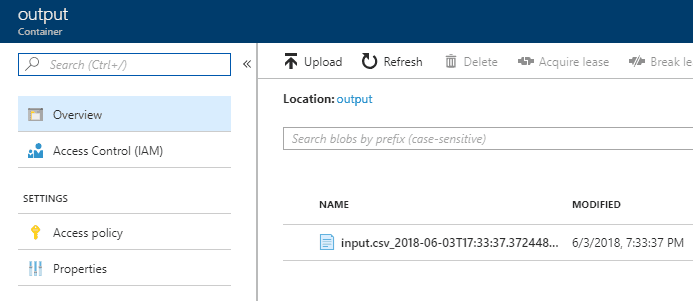 output
Container
Search (Ctrl+/)
Overview
Access Control (IAM)
SETTINGS
Access policy
Properties
Upload Refresh Delete Acquire lease Break le
Location: output
Search blobs by prefix (case-sensitive)
NAME MODIFIED
input.csv_2018-06-03T17:33:37.372448... 6/3/2018, 7:33:37 PM